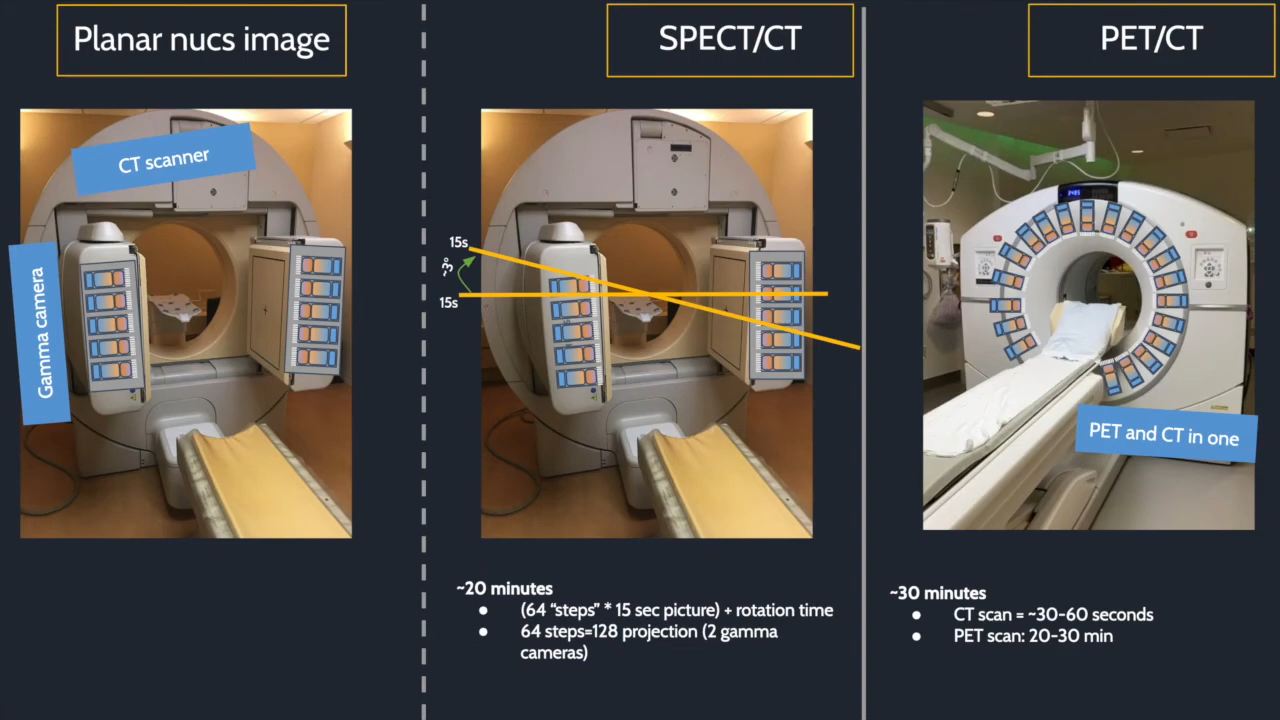 Planar nucs image
CT scanner
Gamma camera
SPECT/CT
15s
~3°
15s
~20 minutes
● (64 “steps” * 15 sec picture) + rotation time
● 64 steps=128 projection (2 gamma
cameras)
PET/CT
PET and CT in one
~30 minutes
● CT scan = ~30-60 seconds
● PET scan: 20-30 min